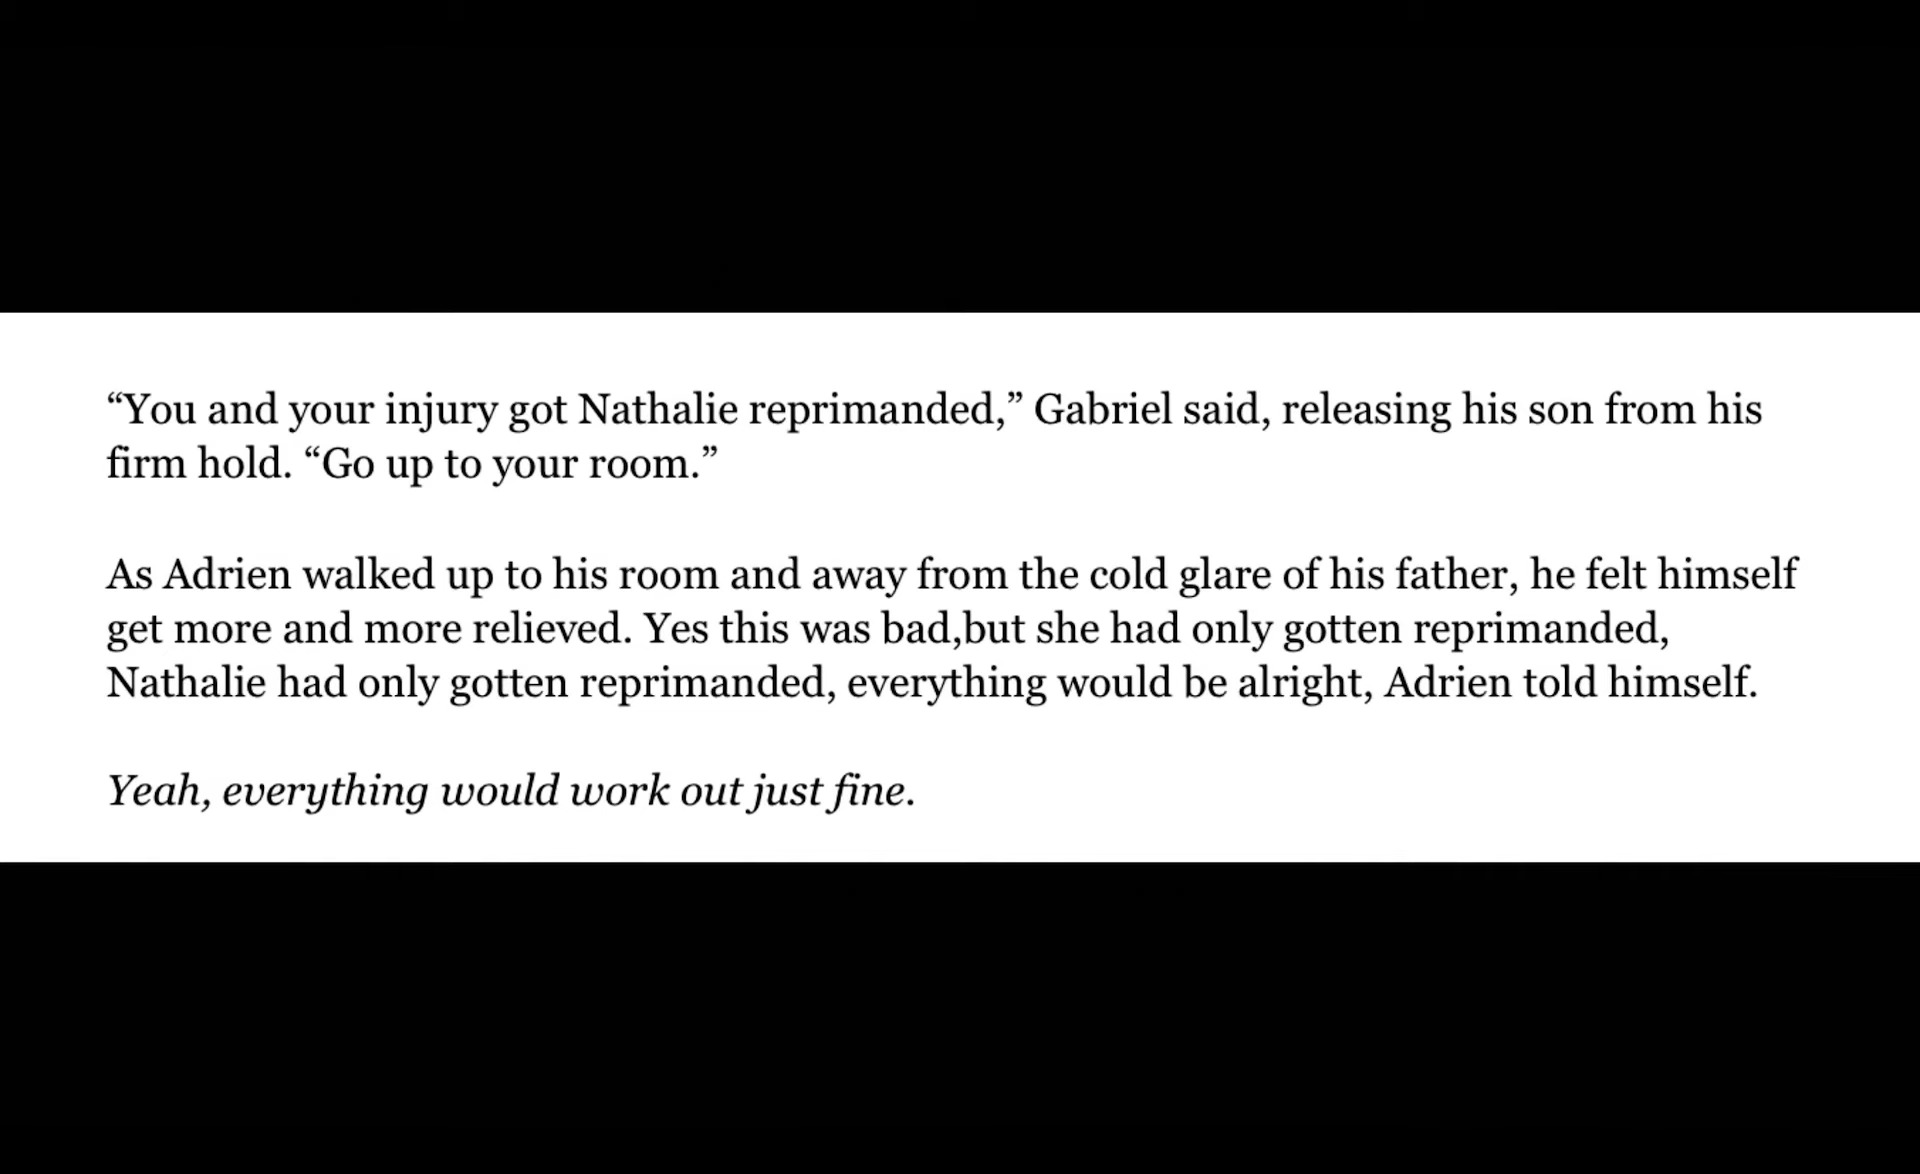 “You and your injury got Nathalie reprimanded,” Gabriel said, releasing his son from his
firm hold. “Go up to your room.”
As Adrien walked up to his room and away from the cold glare of his father, he felt himself
get more and more relieved. Yes this was bad,but she had only gotten reprimanded,
Nathalie had only gotten reprimanded, everything would be alright, Adrien told himself.
Yeah, everything would work out just fine.